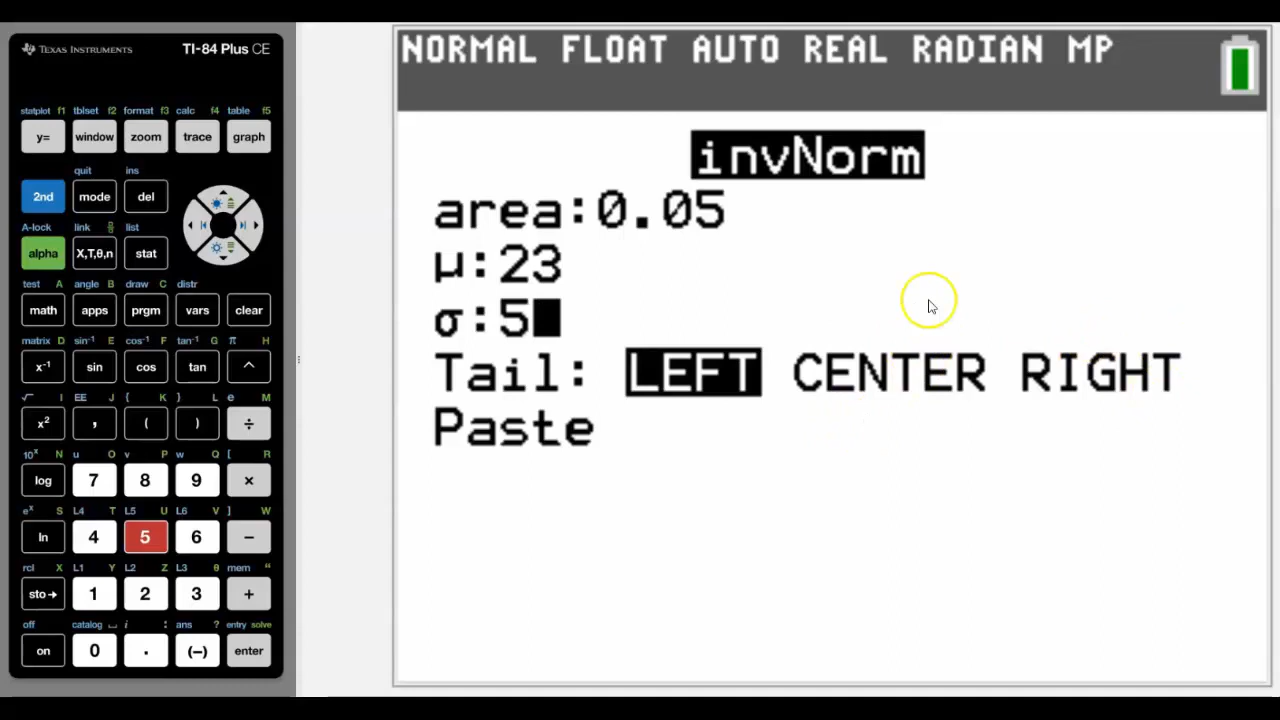 TEXAS INSTRUMENTS TI-84 Plus CE
NORMAL FLOAT AUTO REAL RADIAN MP
invNorm
area:0.05
μ:23
σ:5
Tail: LEFT CENTER RIGHT
Paste
statplot f1 tblset f2 format f3 calc f4 table f5
y= window zoom trace graph
quit ins
2nd mode del
A-lock link list
alpha X,T,θ,n stat
test A angle B draw C distr
math apps prgm vars clear
matrix D sin⁻¹ E cos⁻¹ F tan⁻¹ G π H
x⁻¹ sin cos tan ^
√ I EE J { K } L e M
x² , ( ) ÷
10ˣ N u O v P w Q [ R
log 7 8 9 ×
eˣ S L4 T L5 U L6 V ] W
ln 4 5 6 −
rcl X L1 Y L2 Z L3 θ mem "
sto→ 1 2 3 +
off catalog ⎵ i : ans ? entry solve
on 0 . (−) enter